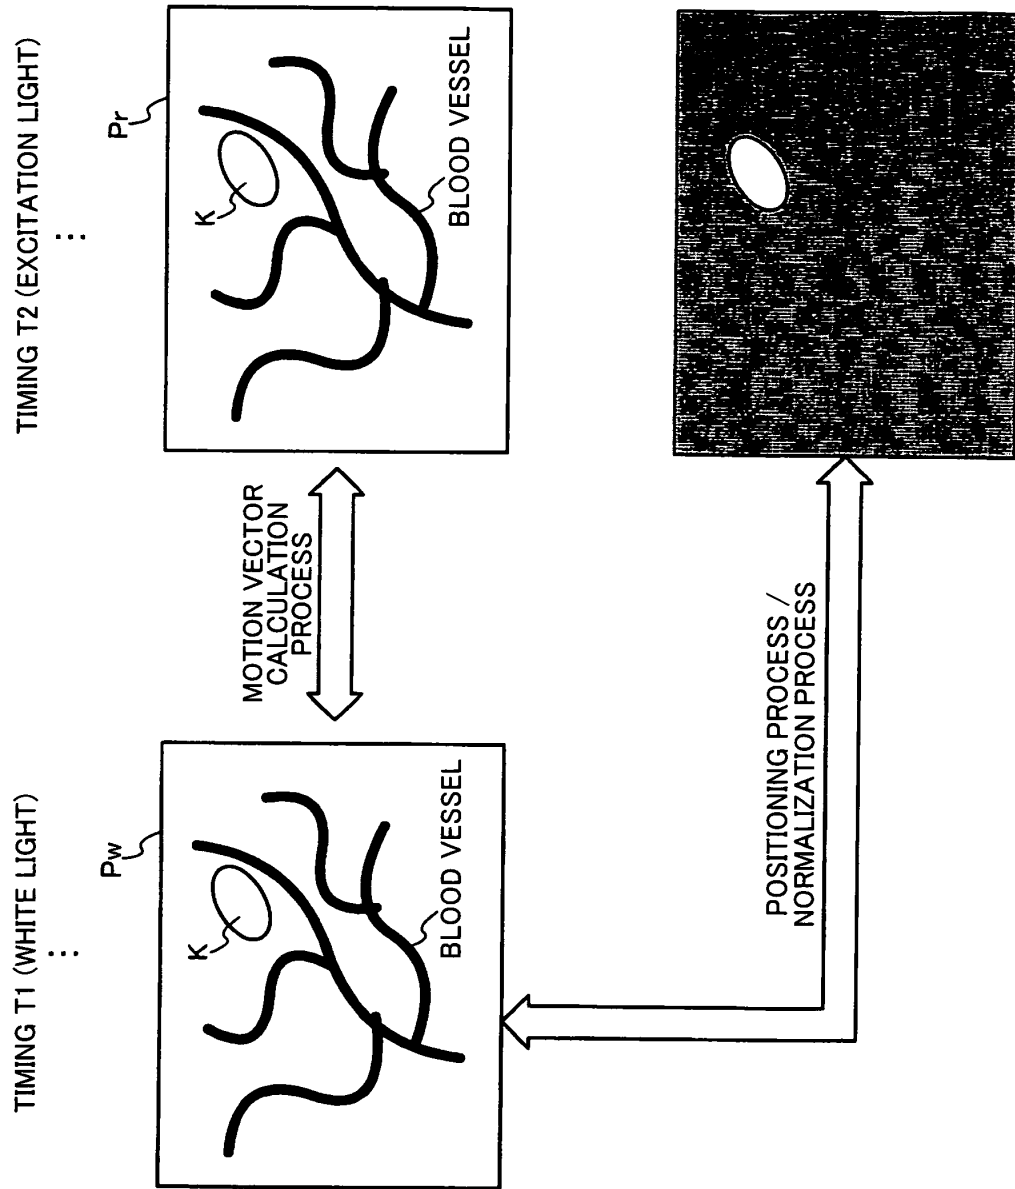 TIMING T1 (WHITE LIGHT)
⋮
Pw
K
BLOOD VESSEL
MOTION VECTOR
CALCULATION
PROCESS
TIMING T2 (EXCITATION LIGHT)
⋮
Pr
K
BLOOD VESSEL
POSITIONING PROCESS /
NORMALIZATION PROCESS